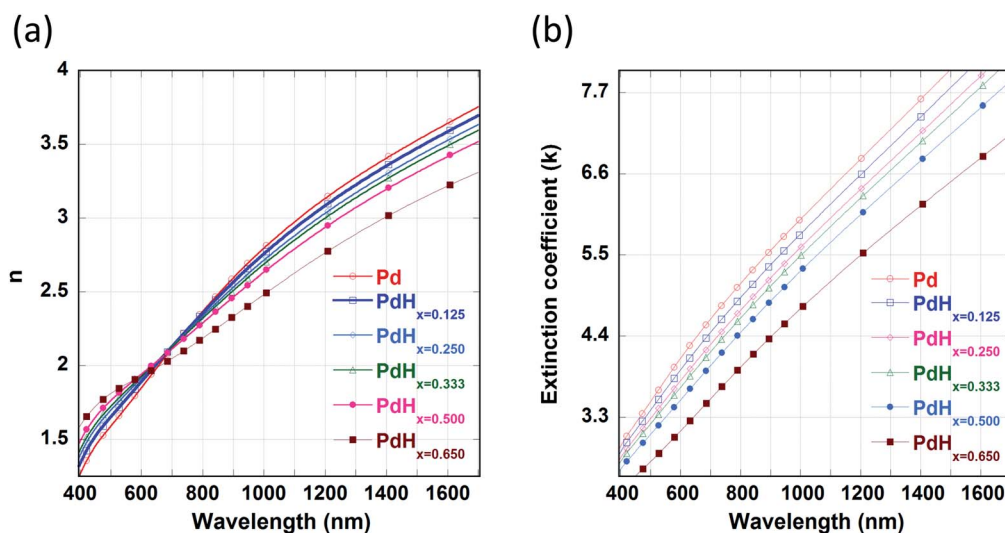 (a)
n
4
3.5
3
2.5
2
1.5
400 600 800 1000 1200 1400 1600
Wavelength (nm)
Pd
PdH x=0.125
PdH x=0.250
PdH x=0.333
PdH x=0.500
PdH x=0.650
(b)
Extinction coefficient (k)
7.7
6.6
5.5
4.4
3.3
400 600 800 1000 1200 1400 1600
Wavelength (nm)
Pd
PdH x=0.125
PdH x=0.250
PdH x=0.333
PdH x=0.500
PdH x=0.650